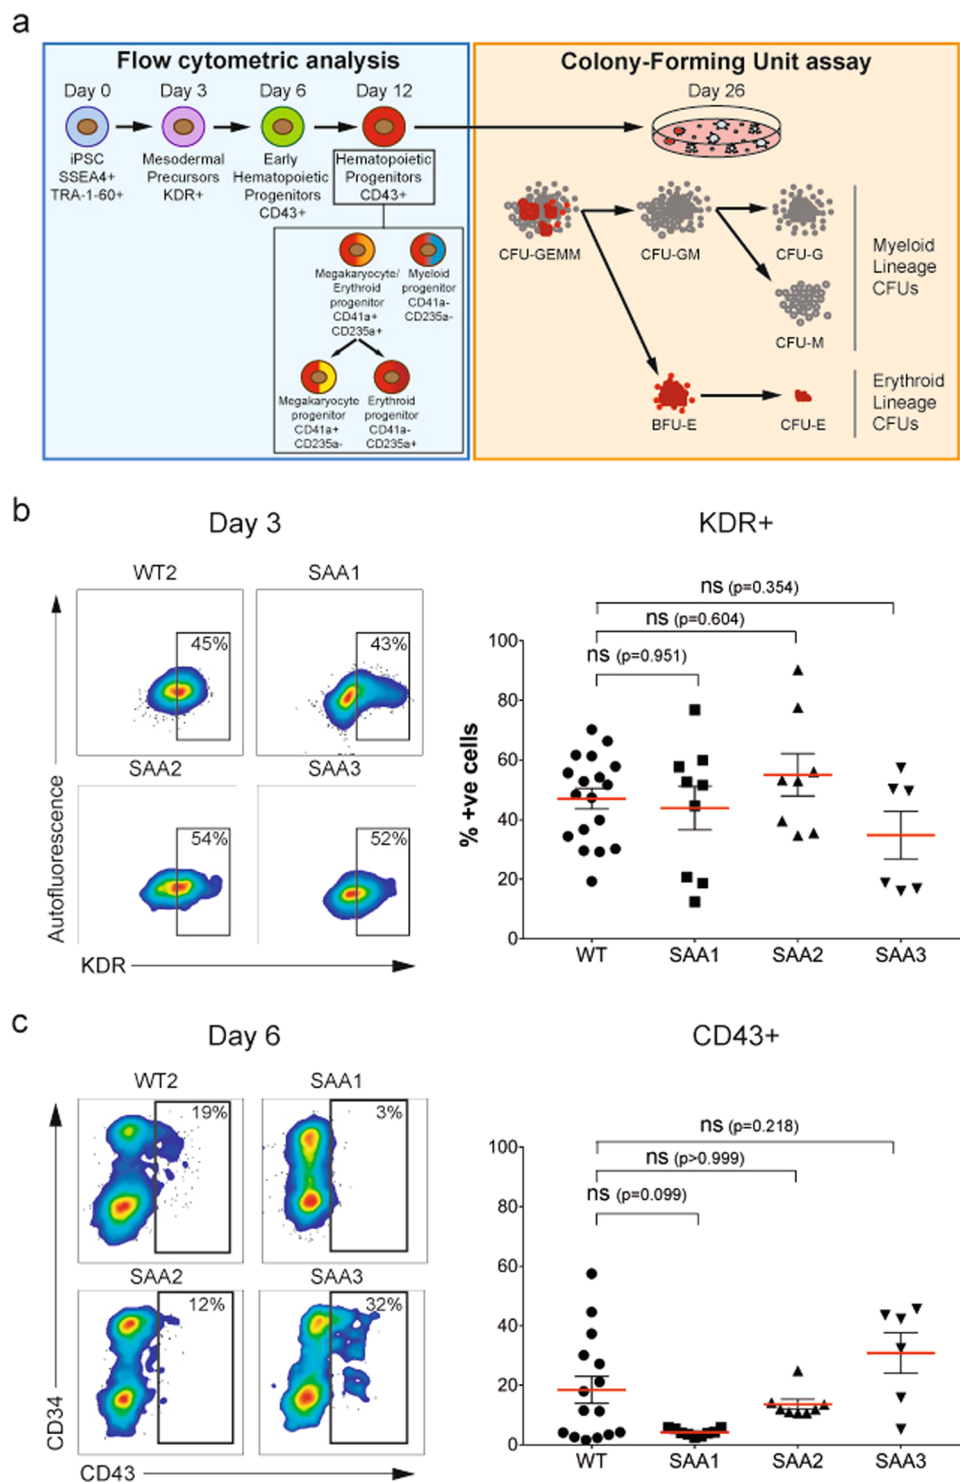 a
Flow cytometric analysis
Day 0
Day 3
Day 6
Day 12
iPSC
SSEA4+
TRA-1-60+
Mesodermal
Precursors
KDR+
Early
Hematopoietic
Progenitors
CD43+
Hematopoietic
Progenitors
CD43+
Megakaryocyte/
Erythroid
progenitor
CD41a+
CD235a+
Myeloid
progenitor
CD41a-
CD235a-
Megakaryocyte
progenitor
CD41a+
CD235a-
Erythroid
progenitor
CD41a-
CD235a+
Colony-Forming Unit assay
Day 26
CFU-GEMM
CFU-GM
CFU-G
CFU-M
Myeloid
Lineage
CFUs
BFU-E
CFU-E
Erythroid
Lineage
CFUs
b
Day 3
WT2
SAA1
45%
43%
SAA2
SAA3
54%
52%
Autofluorescence
KDR
KDR+
ns (p=0.354)
ns (p=0.604)
ns (p=0.951)
% +ve cells
100
80
60
40
20
0
WT
SAA1
SAA2
SAA3
c
Day 6
WT2
SAA1
19%
3%
SAA2
SAA3
12%
32%
CD34
CD43
CD43+
ns (p=0.218)
ns (p>0.999)
ns (p=0.099)
100
80
60
40
20
0
WT
SAA1
SAA2
SAA3